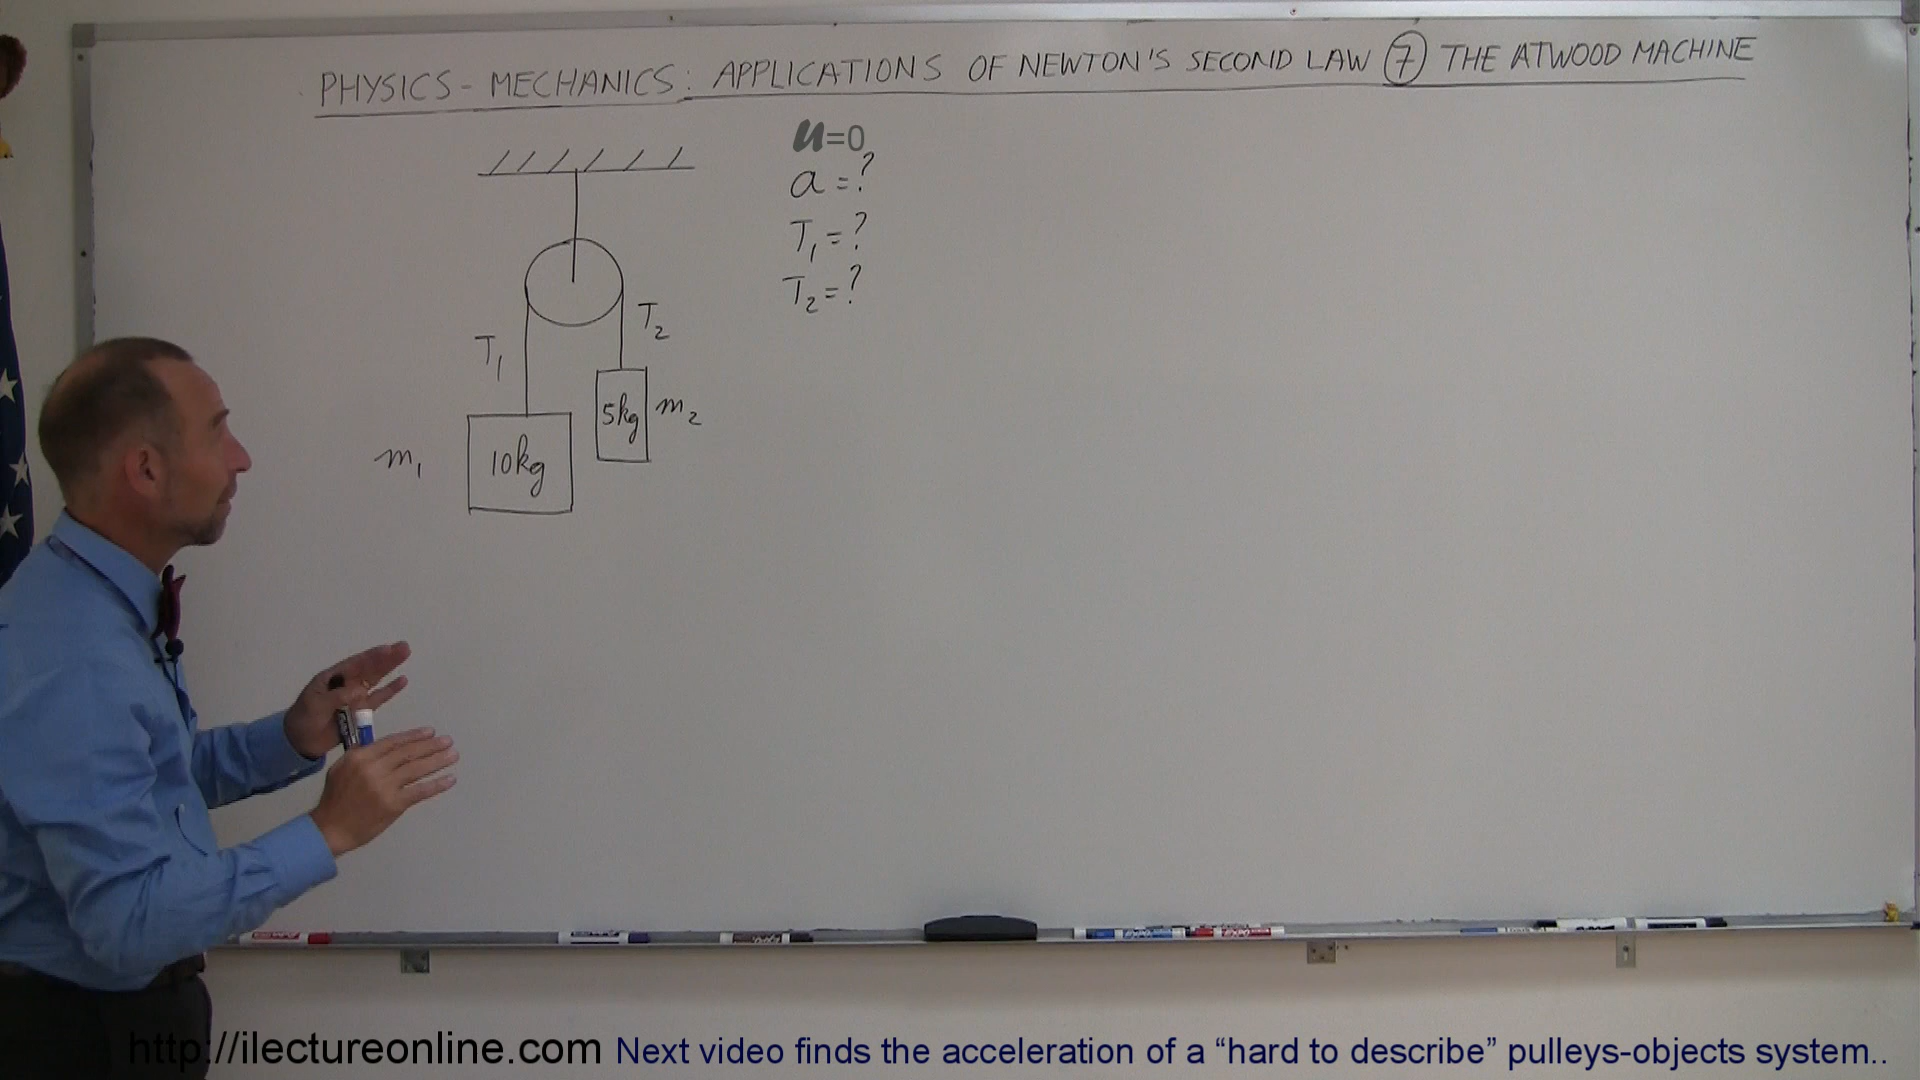 PHYSICS - MECHANICS: APPLICATIONS OF NEWTON'S SECOND LAW ⑦ THE ATWOOD MACHINE
u=0
a = ?
T₁ = ?
T₂ = ?
T₂
T₁
5kg m₂
m₁ 10kg
http://ilectureonline.com Next video finds the acceleration of a “hard to describe” pulleys-objects system..